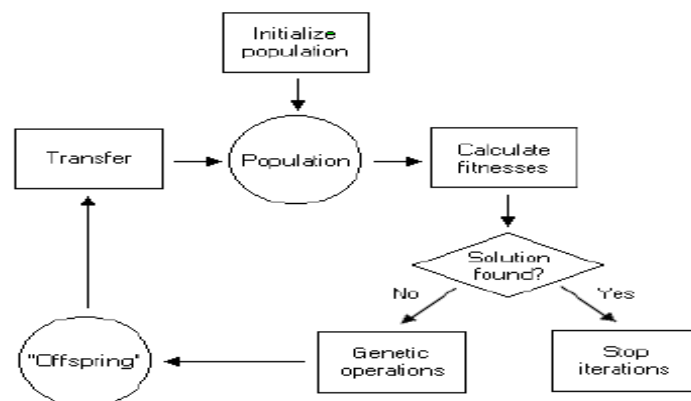 Initialize
population
Transfer
Population
Calculate
fitnesses
Solution
found?
No
Yes
"Offspring"
Genetic
operations
Stop
iterations